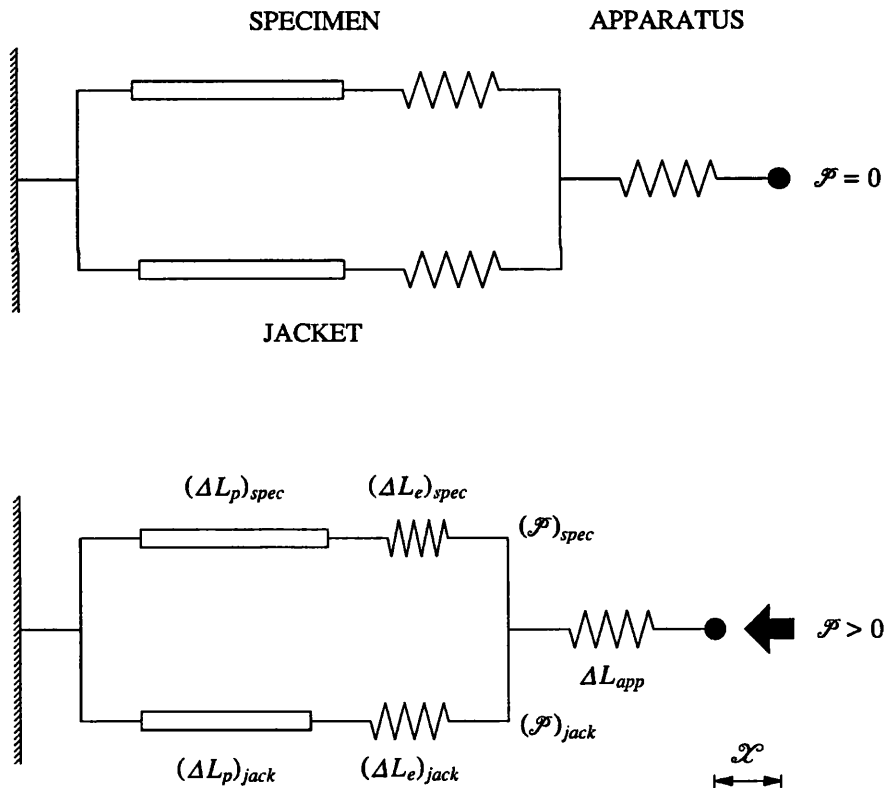 SPECIMEN APPARATUS
𝒫 = 0
JACKET
(ΔLp)spec (ΔLe)spec
(𝒫)spec
𝒫 > 0
ΔLapp
(𝒫)jack
(ΔLp)jack (ΔLe)jack
𝒳